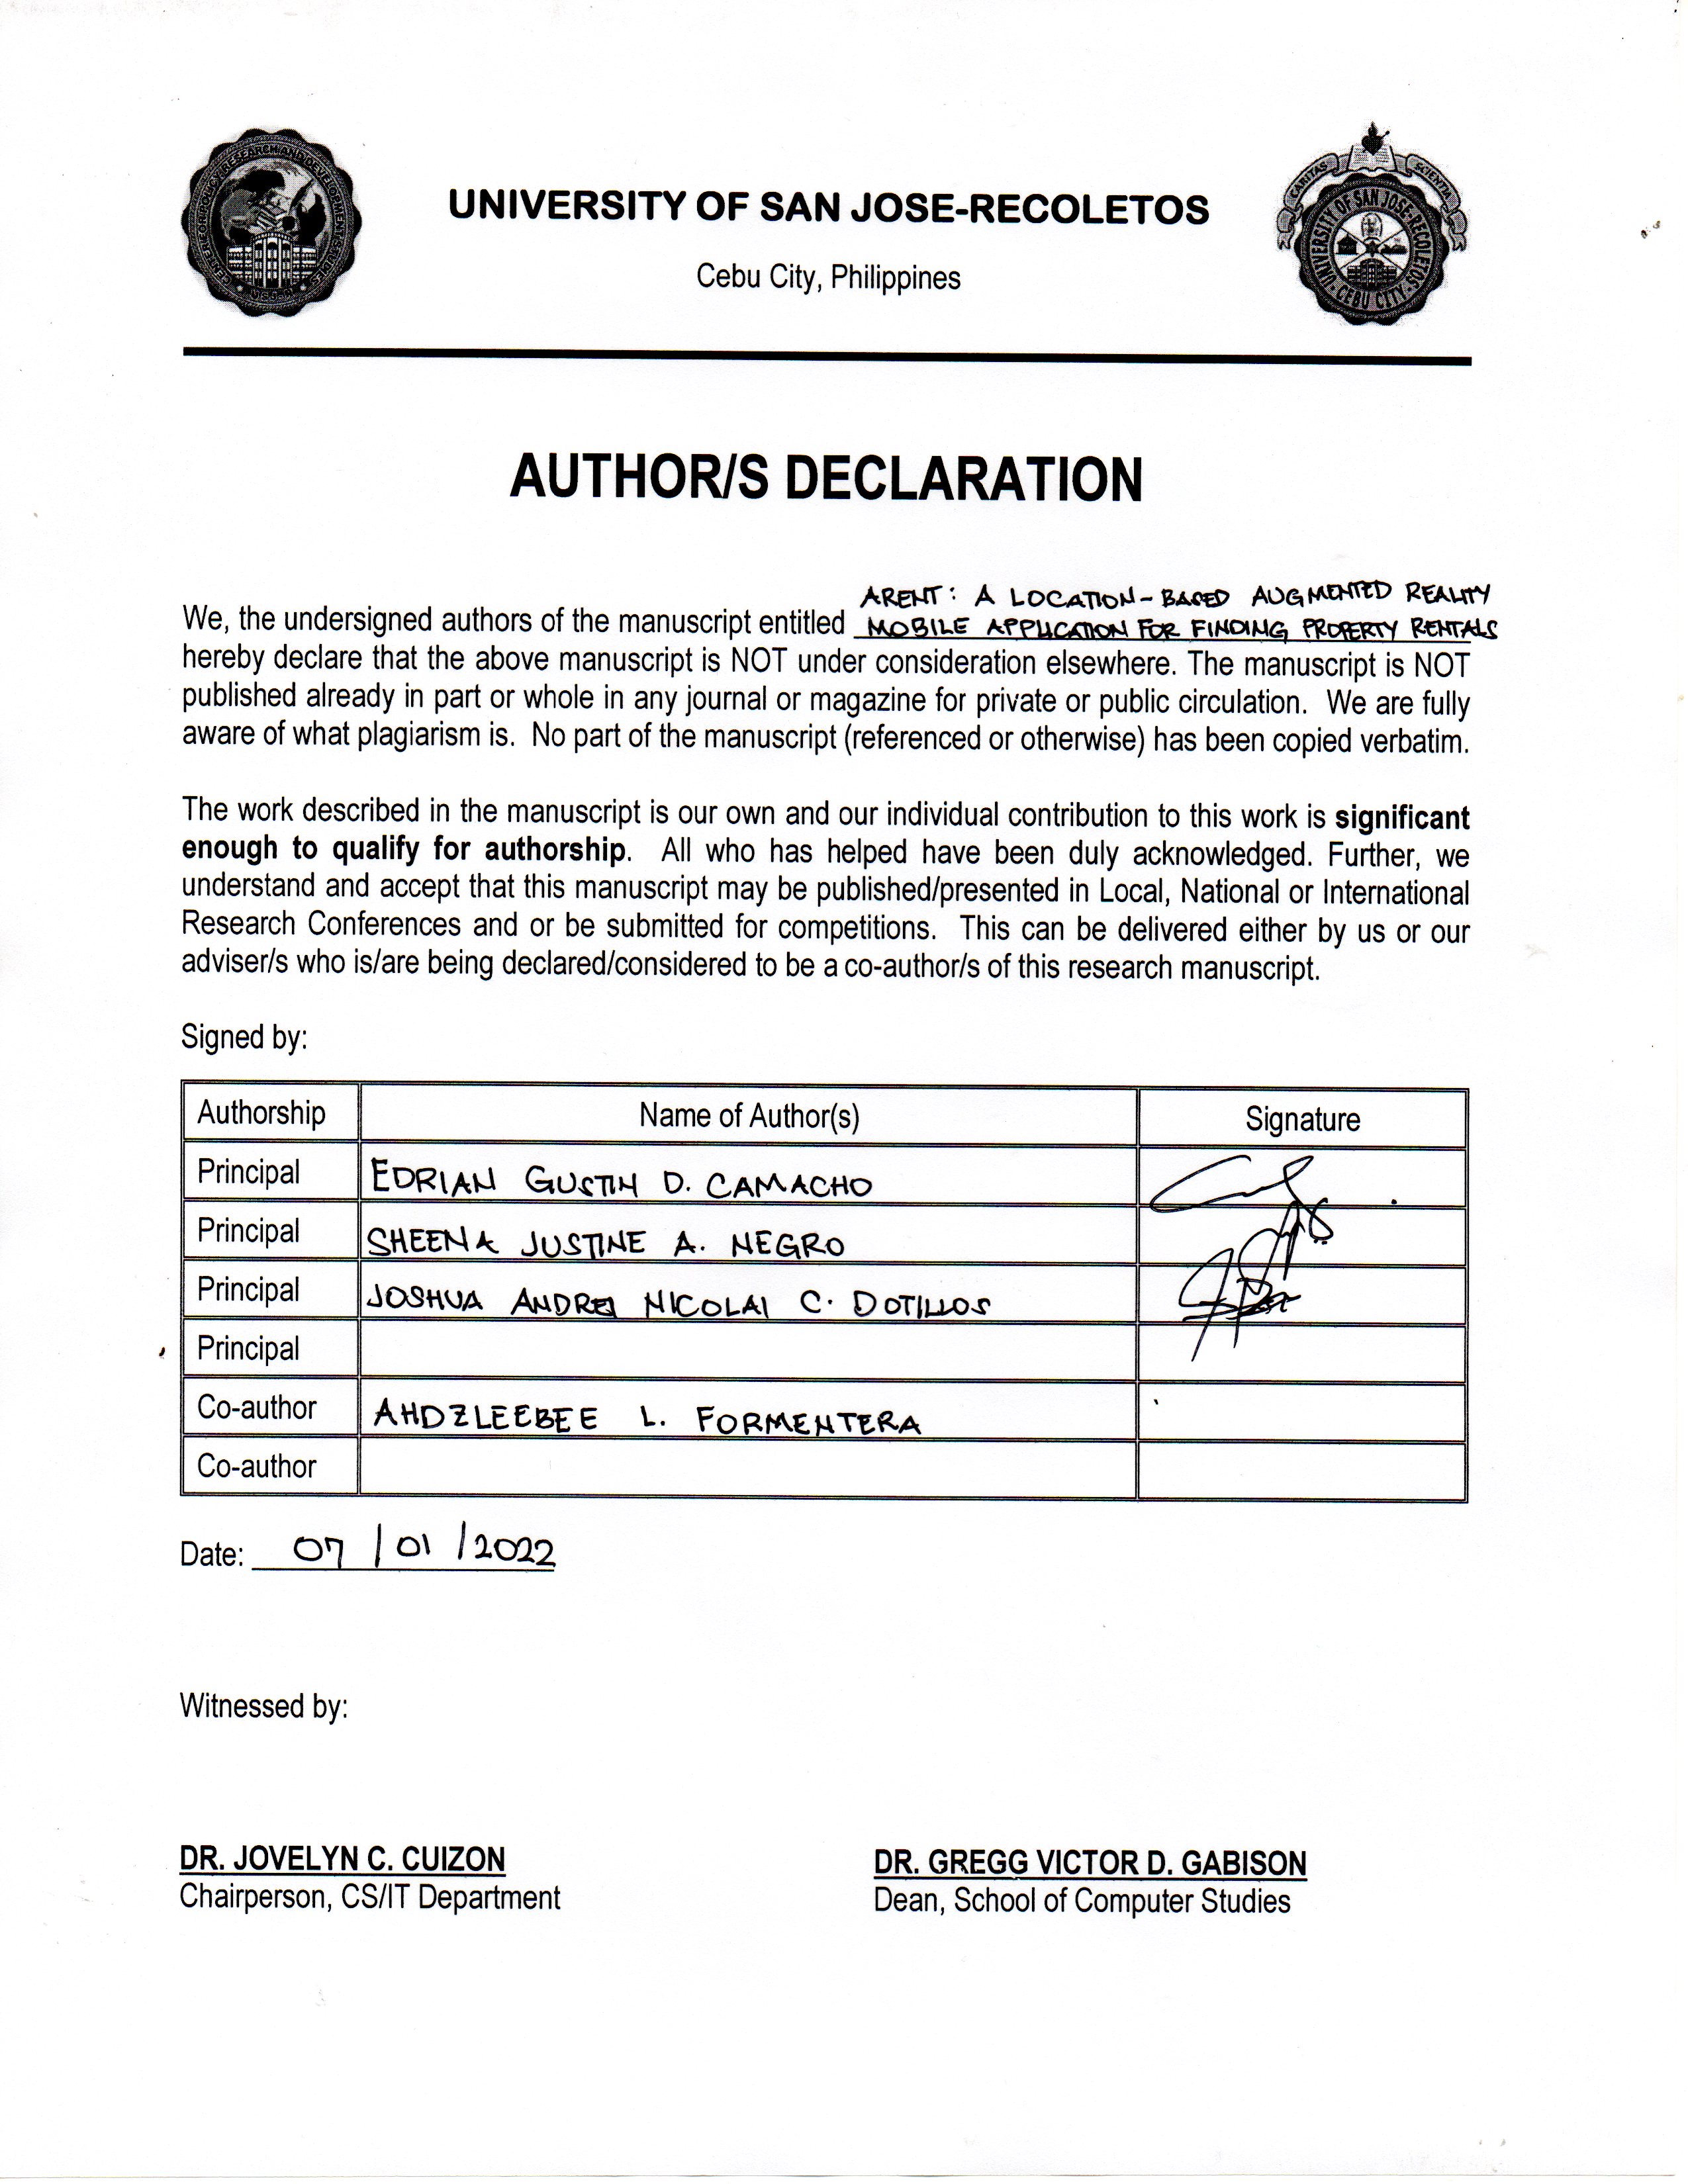 UNIVERSITY OF SAN JOSE-RECOLETOS
CARITAS
SCIENTIA
UNIVERSITY OF SAN JOSE-RECOLETOS
CEBU CITY
Cebu City, Philippines
AUTHOR/S DECLARATION
ARENT: A LOCATION-BASED AUGMENTED REALITY
We, the undersigned authors of the manuscript entitled MOBILE APPLICATION FOR FINDING PROPERTY RENTALS
hereby declare that the above manuscript is NOT under consideration elsewhere. The manuscript is NOT
published already in part or whole in any journal or magazine for private or public circulation. We are fully
aware of what plagiarism is. No part of the manuscript (referenced or otherwise) has been copied verbatim.
The work described in the manuscript is our own and our individual contribution to this work is significant
enough to qualify for authorship. All who has helped have been duly acknowledged. Further, we
understand and accept that this manuscript may be published/presented in Local, National or International
Research Conferences and or be submitted for competitions. This can be delivered either by us or our
adviser/s who is/are being declared/considered to be a co-author/s of this research manuscript.
Signed by:
Authorship Name of Author(s) Signature
Principal EDRIAN GUSTIN D. CAMACHO
Principal SHEENA JUSTINE A. NEGRO
Principal JOSHUA ANDREI NICOLAI C. DOTILLOS
Principal
Co-author AHDZLEEBEE L. FORMENTERA
Co-author
Date: 07/01/2022
Witnessed by:
DR. JOVELYN C. CUIZON DR. GREGG VICTOR D. GABISON
Chairperson, CS/IT Department Dean, School of Computer Studies